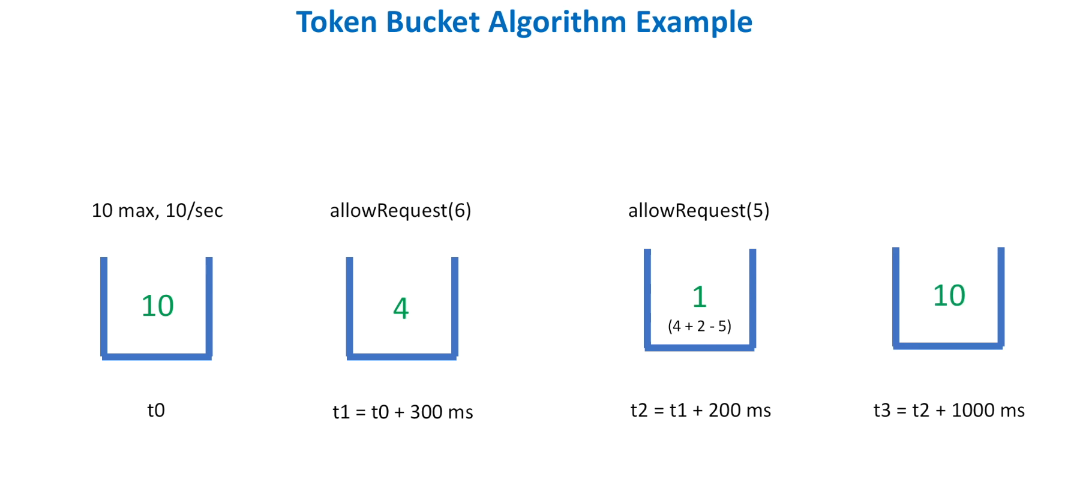 Token Bucket Algorithm Example
10 max, 10/sec
allowRequest(6)
allowRequest(5)
10
4
1
(4 + 2 - 5)
10
t0
t1 = t0 + 300 ms
t2 = t1 + 200 ms
t3 = t2 + 1000 ms